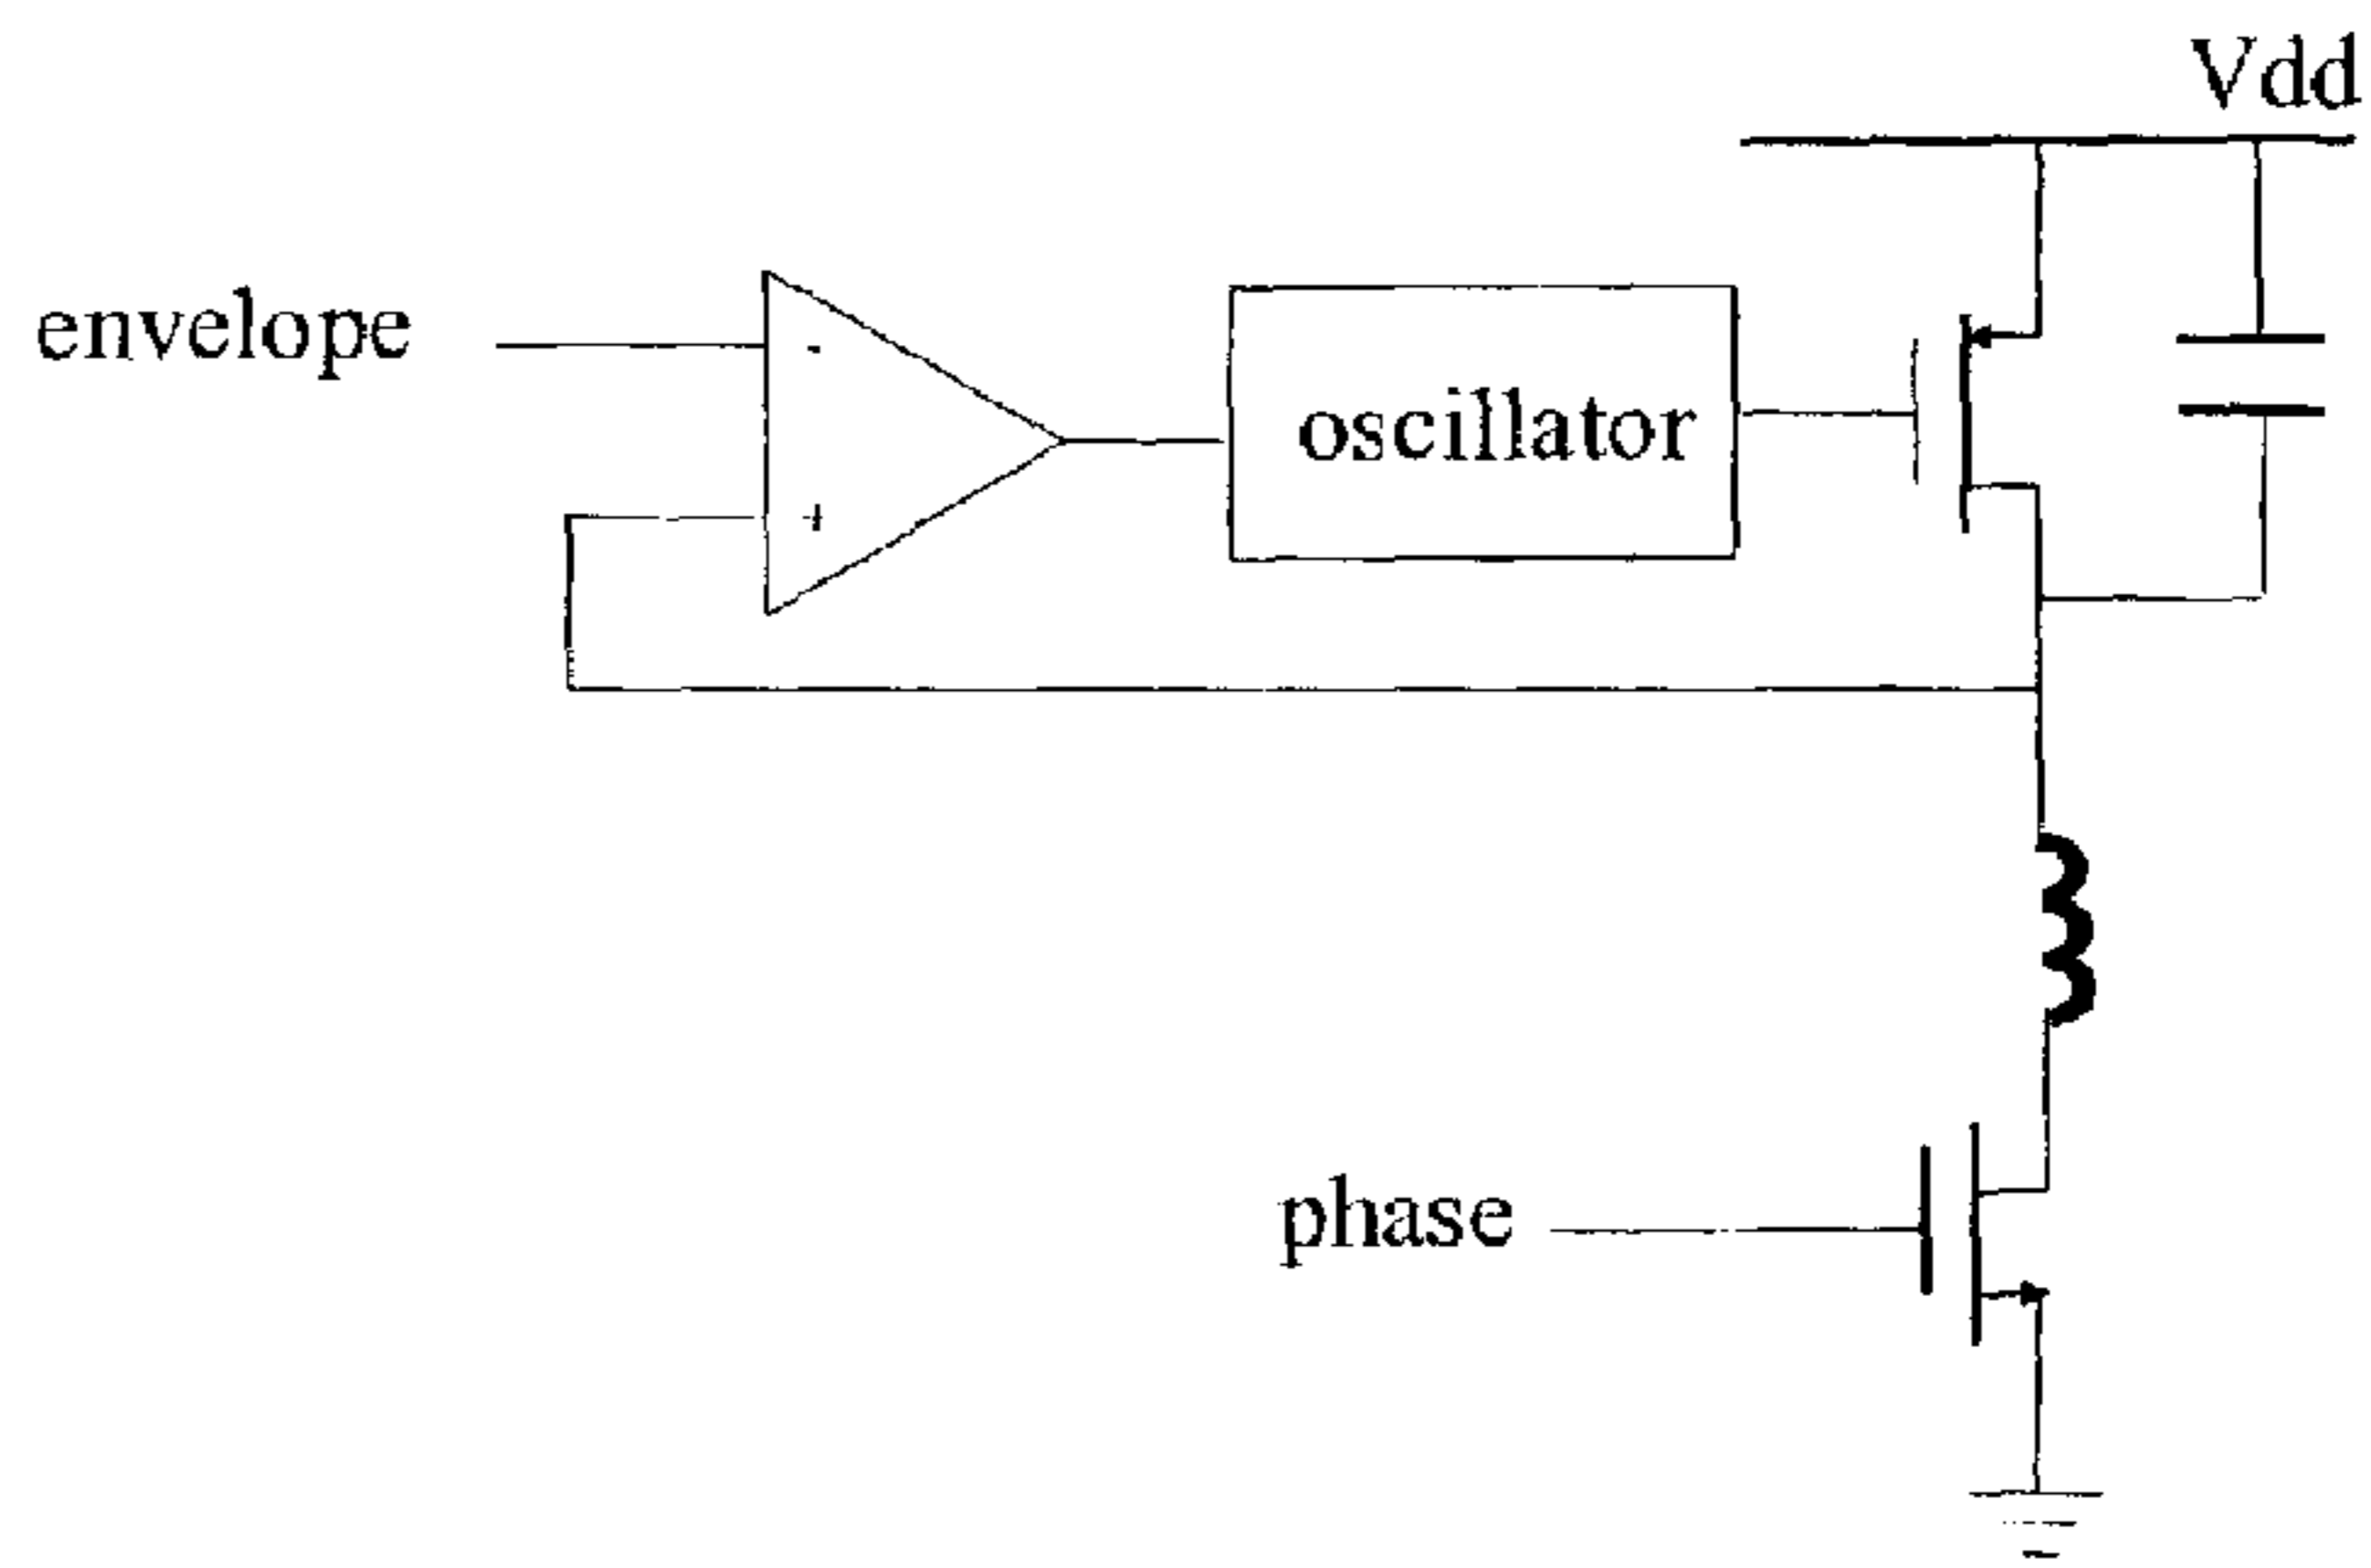 Vdd
envelope
-
oscillator
+
phase